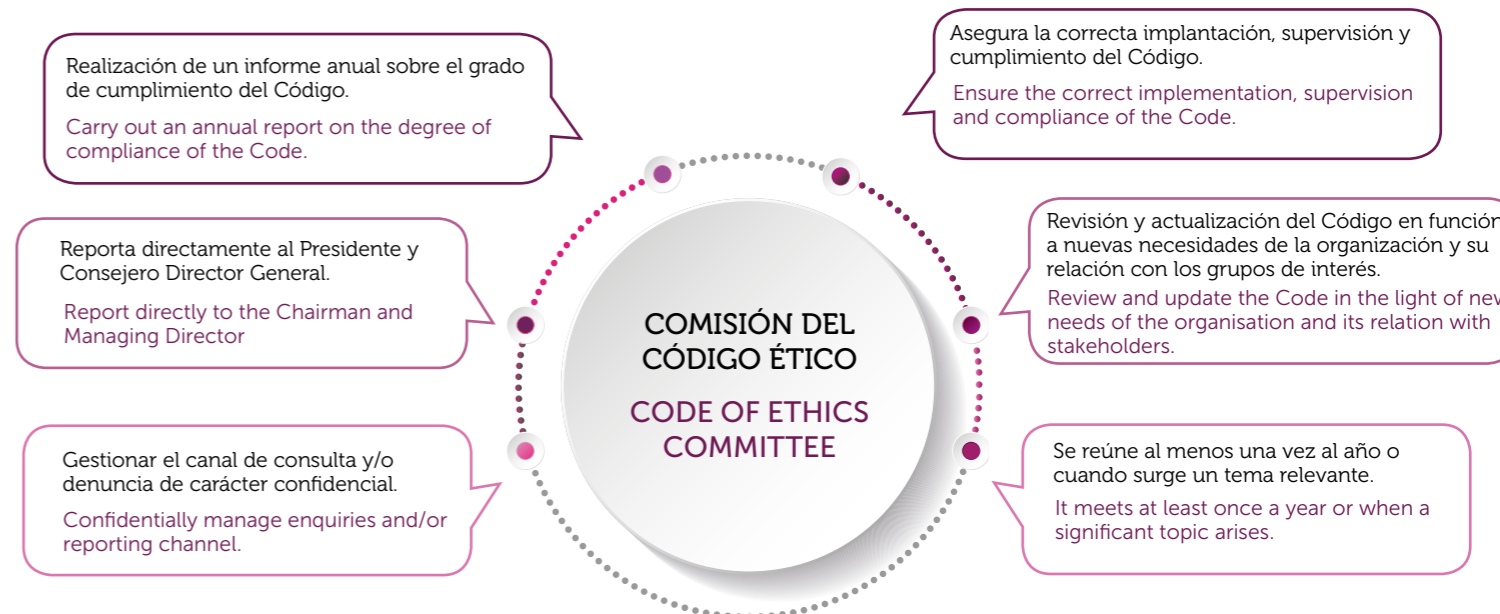 Realización de un informe anual sobre el grado
de cumplimiento del Código.
Carry out an annual report on the degree of
compliance of the Code.
Asegura la correcta implantación, supervisión y
cumplimiento del Código.
Ensure the correct implementation, supervision
and compliance of the Code.
Reporta directamente al Presidente y
Consejero Director General.
Report directly to the Chairman and
Managing Director
Revisión y actualización del Código en función
a nuevas necesidades de la organización y su
relación con los grupos de interés.
Review and update the Code in the light of new
needs of the organisation and its relation with
stakeholders.
COMISIÓN DEL
CÓDIGO ÉTICO
CODE OF ETHICS
COMMITTEE
Gestionar el canal de consulta y/o
denuncia de carácter confidencial.
Confidentially manage enquiries and/or
reporting channel.
Se reúne al menos una vez al año o
cuando surge un tema relevante.
It meets at least once a year or when a
significant topic arises.